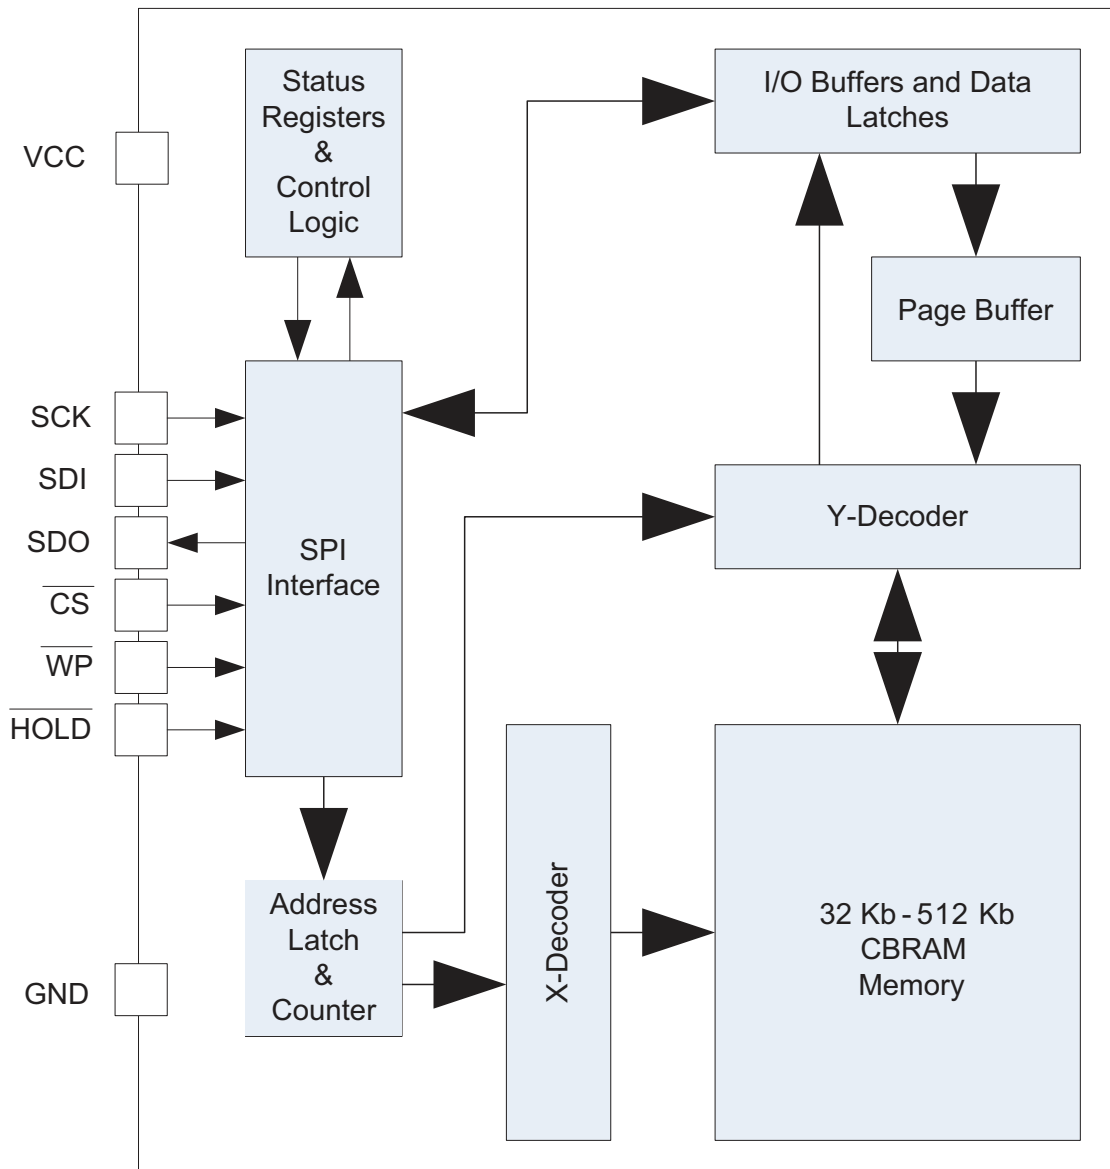 Status
Registers
&
Control
Logic
I/O Buffers and Data
Latches
VCC
Page Buffer
SCK
SDI
SDO
CS
WP
HOLD
SPI
Interface
Y-Decoder
Address
Latch
&
Counter
X-Decoder
32 Kb - 512 Kb
CBRAM
Memory
GND